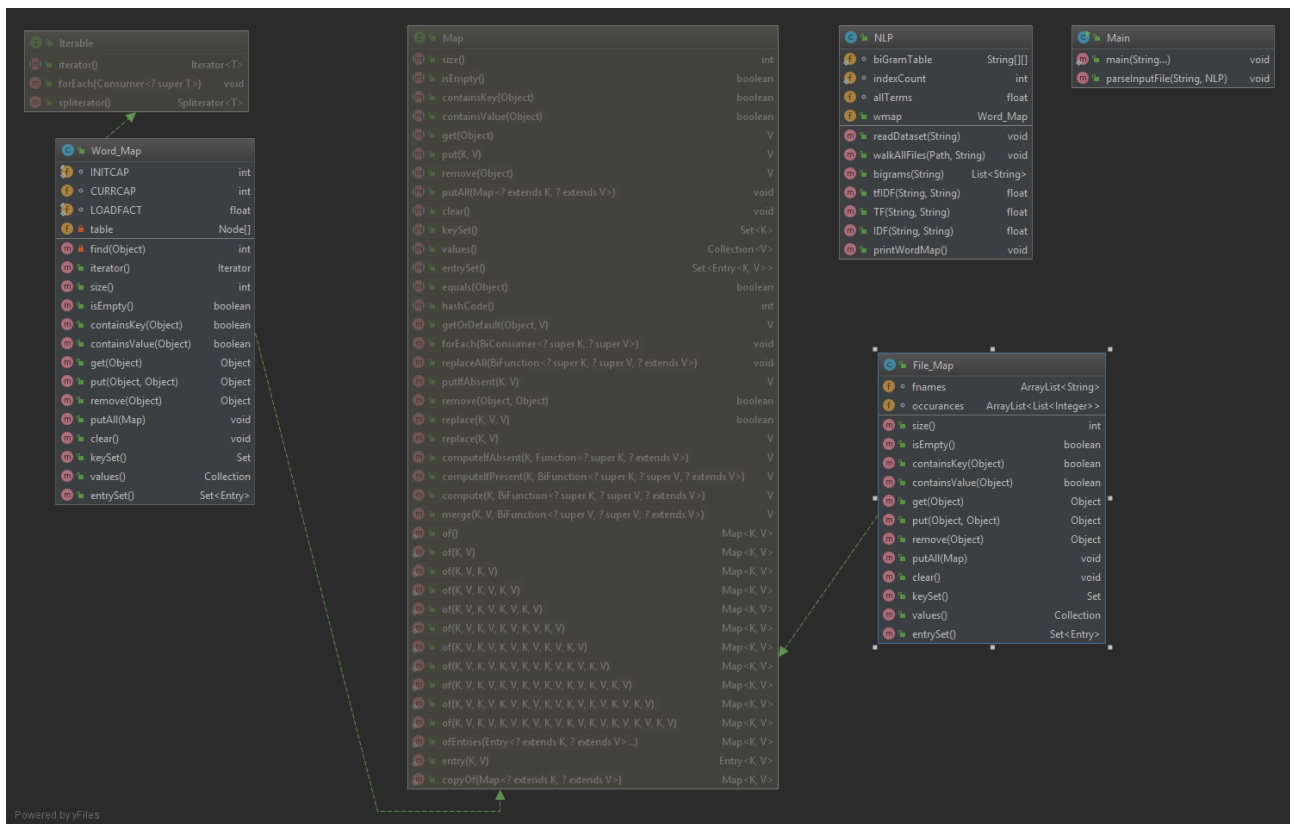 Iterable
iterator() Iterator<T>
forEach(Consumer<? super T>) void
spliterator() Spliterator<T>
Word_Map
INITCAP int
CURRCAP int
LOADFACT float
table Node[]
find(Object) int
iterator() Iterator
size() int
isEmpty() boolean
containsKey(Object) boolean
containsValue(Object) boolean
get(Object) Object
put(Object, Object) Object
remove(Object) Object
putAll(Map) void
clear() void
keySet() Set
values() Collection
entrySet() Set<Entry>
Map
size() int
isEmpty() boolean
containsKey(Object) boolean
containsValue(Object) boolean
get(Object) V
put(K, V) V
remove(Object) V
putAll(Map<? extends K, ? extends V>) void
clear() void
keySet() Set<K>
values() Collection<V>
entrySet() Set<Entry<K, V>>
equals(Object) boolean
hashCode() int
getOrDefault(Object, V) V
forEach(BiConsumer<? super K, ? super V>) void
replaceAll(BiFunction<? super K, ? super V, ? extends V>) void
putIfAbsent(K, V) V
remove(Object, Object) boolean
replace(K, V, V) boolean
replace(K, V) V
computeIfAbsent(K, Function<? super K, ? extends V>) V
computeIfPresent(K, BiFunction<? super K, ? super V, ? extends V>) V
compute(K, BiFunction<? super K, ? super V, ? extends V>) V
merge(K, V, BiFunction<? super V, ? super V, ? extends V>) V
of() Map<K, V>
of(K, V) Map<K, V>
of(K, V, K, V) Map<K, V>
of(K, V, K, V, K, V) Map<K, V>
of(K, V, K, V, K, V, K, V) Map<K, V>
of(K, V, K, V, K, V, K, V, K, V) Map<K, V>
of(K, V, K, V, K, V, K, V, K, V, K, V) Map<K, V>
of(K, V, K, V, K, V, K, V, K, V, K, V, K, V) Map<K, V>
of(K, V, K, V, K, V, K, V, K, V, K, V, K, V, K, V) Map<K, V>
of(K, V, K, V, K, V, K, V, K, V, K, V, K, V, K, V, K, V) Map<K, V>
of(K, V, K, V, K, V, K, V, K, V, K, V, K, V, K, V, K, V, K, V) Map<K, V>
ofEntries(Entry<? extends K, ? extends V>...) Map<K, V>
entry(K, V) Entry<K, V>
copyOf(Map<? extends K, ? extends V>) Map<K, V>
NLP
biGramTable String[][]
indexCount int
allTerms float
wmap Word_Map
readDataset(String) void
walkAllFiles(Path, String) void
bigrams(String) List<String>
tfIDF(String, String) float
TF(String, String) float
IDF(String, String) float
printWordMap() void
Main
main(String...) void
parseInputFile(String, NLP) void
File_Map
fnames ArrayList<String>
occurances ArrayList<List<Integer>>
size() int
isEmpty() boolean
containsKey(Object) boolean
containsValue(Object) boolean
get(Object) Object
put(Object, Object) Object
remove(Object) Object
putAll(Map) void
clear() void
keySet() Set
values() Collection
entrySet() Set<Entry>
Powered by yFiles